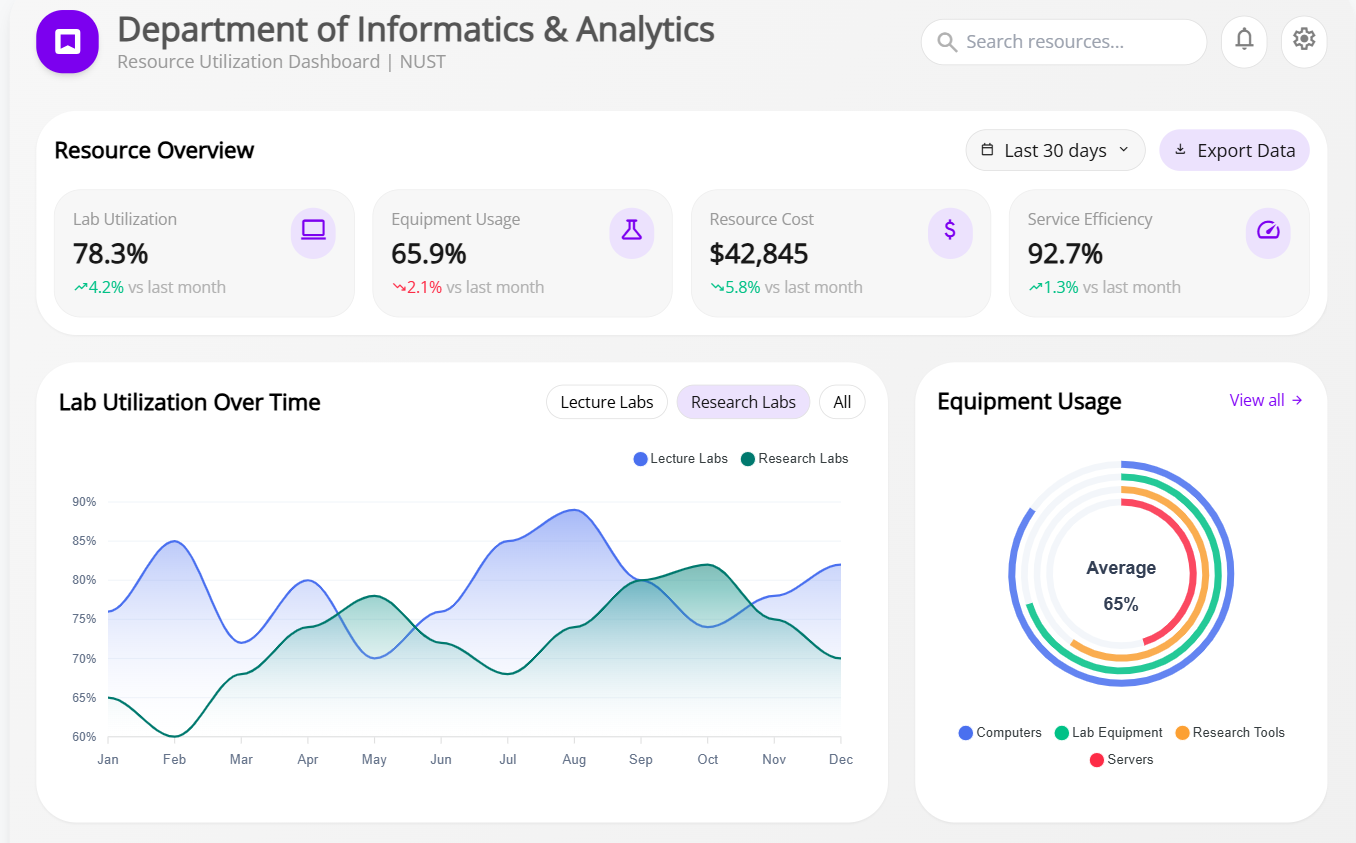 Department of Informatics & Analytics
Resource Utilization Dashboard | NUST
Search resources...
Resource Overview
Last 30 days
Export Data
Lab Utilization
78.3%
4.2% vs last month
Equipment Usage
65.9%
2.1% vs last month
Resource Cost
$
$42,845
5.8% vs last month
Service Efficiency
92.7%
1.3% vs last month
Lab Utilization Over Time
Lecture Labs
Research Labs
All
Lecture Labs
Research Labs
90%
85%
80%
75%
70%
65%
60%
Jan Feb Mar Apr May Jun Jul Aug Sep Oct Nov Dec
Equipment Usage
View all
Average
65%
Computers
Lab Equipment
Research Tools
Servers